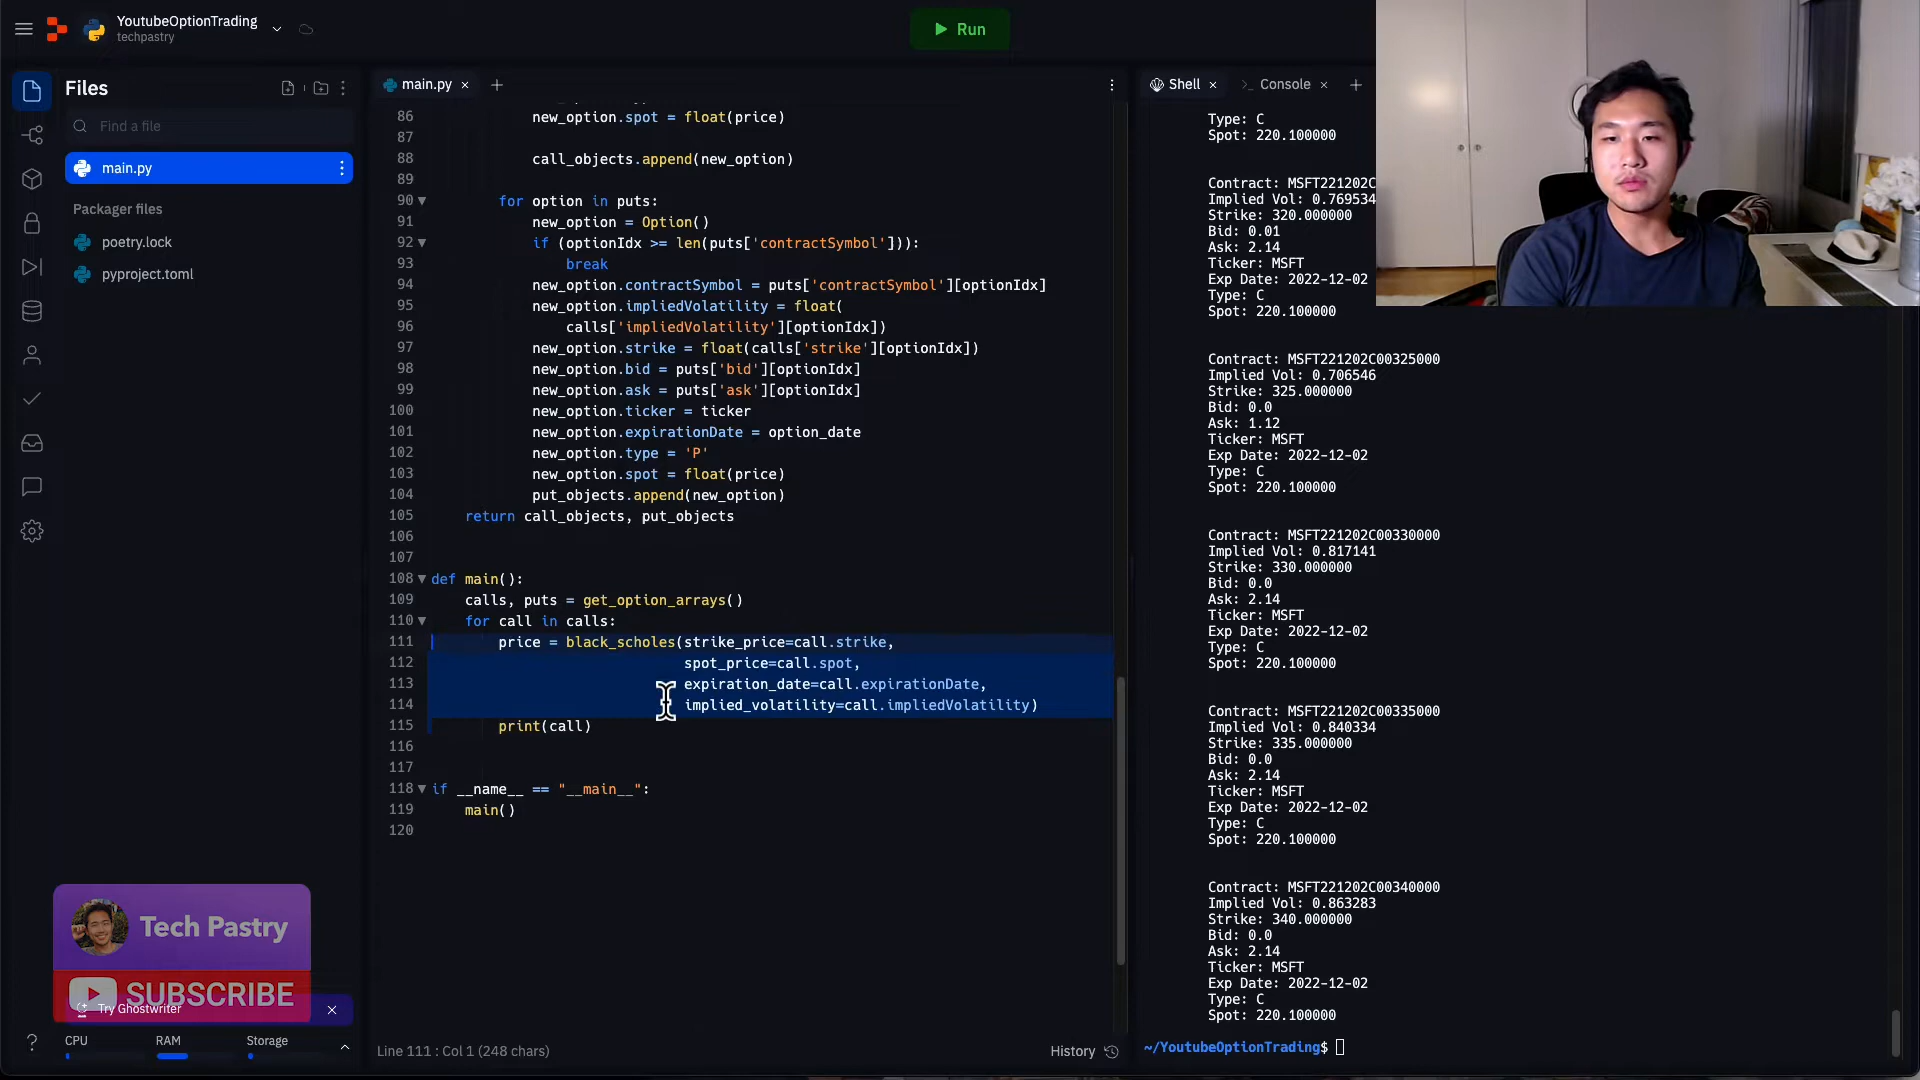 YoutubeOptionTrading
techpastry
Run
Files
Find a file
main.py
Packager files
poetry.lock
pyproject.toml
Tech Pastry
SUBSCRIBE
Try Ghostwriter
CPU RAM Storage
main.py
86 new_option.spot = float(price)
87
88 call_objects.append(new_option)
89
90 for option in puts:
91 new_option = Option()
92 if (optionIdx >= len(puts['contractSymbol'])):
93 break
94 new_option.contractSymbol = puts['contractSymbol'][optionIdx]
95 new_option.impliedVolatility = float(
96 calls['impliedVolatility'][optionIdx])
97 new_option.strike = float(calls['strike'][optionIdx])
98 new_option.bid = puts['bid'][optionIdx]
99 new_option.ask = puts['ask'][optionIdx]
100 new_option.ticker = ticker
101 new_option.expirationDate = option_date
102 new_option.type = 'P'
103 new_option.spot = float(price)
104 put_objects.append(new_option)
105 return call_objects, put_objects
106
107
108 def main():
109 calls, puts = get_option_arrays()
110 for call in calls:
111 price = black_scholes(strike_price=call.strike,
112 spot_price=call.spot,
113 expiration_date=call.expirationDate,
114 implied_volatility=call.impliedVolatility)
115 print(call)
116
117
118 if __name__ == "__main__":
119 main()
120
Line 111 : Col 1 (248 chars)
History
Shell Console
Type: C
Spot: 220.100000
Contract: MSFT221202C
Implied Vol: 0.769534
Strike: 320.000000
Bid: 0.01
Ask: 2.14
Ticker: MSFT
Exp Date: 2022-12-02
Type: C
Spot: 220.100000
Contract: MSFT221202C00325000
Implied Vol: 0.706546
Strike: 325.000000
Bid: 0.0
Ask: 1.12
Ticker: MSFT
Exp Date: 2022-12-02
Type: C
Spot: 220.100000
Contract: MSFT221202C00330000
Implied Vol: 0.817141
Strike: 330.000000
Bid: 0.0
Ask: 2.14
Ticker: MSFT
Exp Date: 2022-12-02
Type: C
Spot: 220.100000
Contract: MSFT221202C00335000
Implied Vol: 0.840334
Strike: 335.000000
Bid: 0.0
Ask: 2.14
Ticker: MSFT
Exp Date: 2022-12-02
Type: C
Spot: 220.100000
Contract: MSFT221202C00340000
Implied Vol: 0.863283
Strike: 340.000000
Bid: 0.0
Ask: 2.14
Ticker: MSFT
Exp Date: 2022-12-02
Type: C
Spot: 220.100000
~/YoutubeOptionTrading$